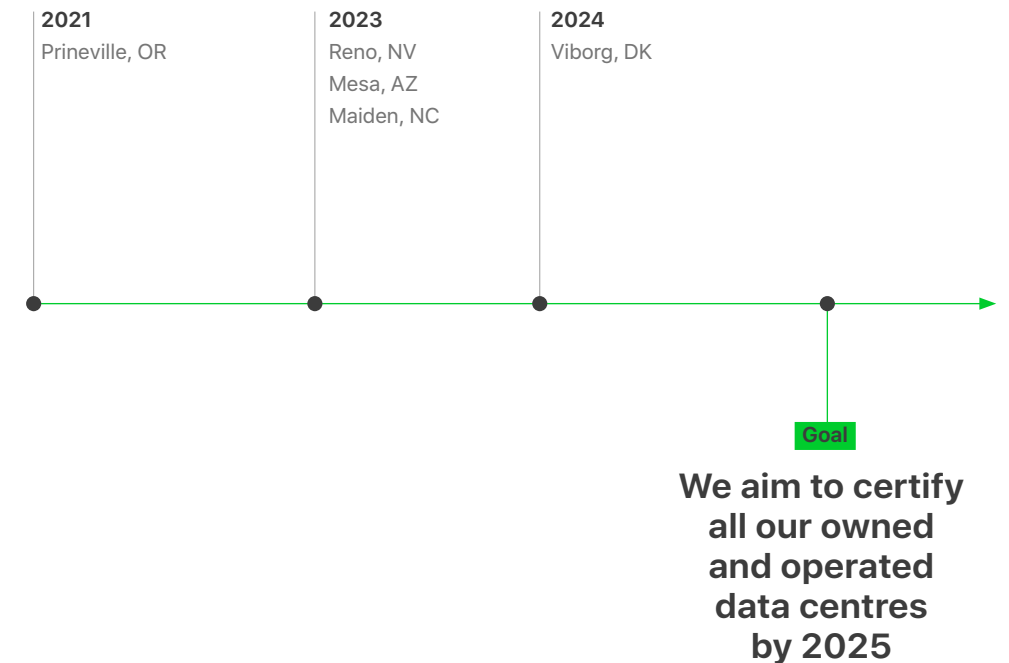 2021
Prineville, OR
2023
Reno, NV
Mesa, AZ
Maiden, NC
2024
Viborg, DK
Goal
We aim to certify
all our owned
and operated
data centres
by 2025